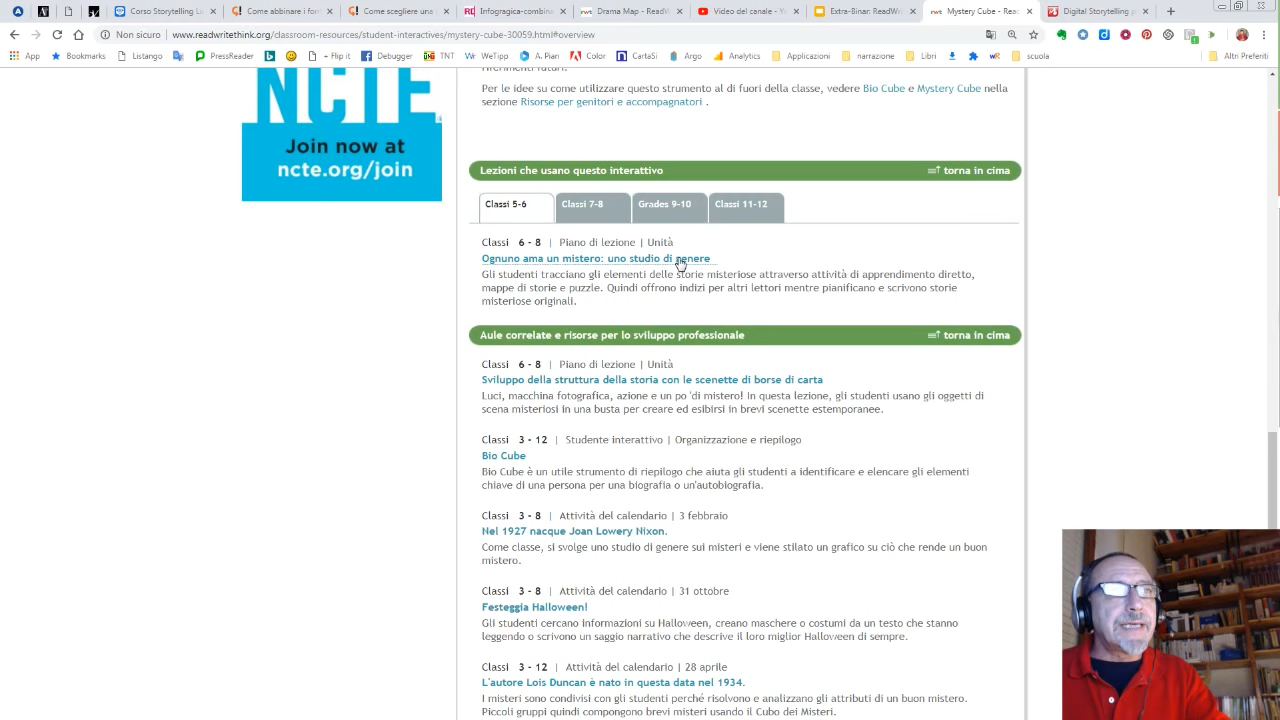 Corso Storytelling
Come abbinare i for
Come scegliere una
Infogragica-combina
Drama Map - ReadW
Video del canale - Yo
Extra-Binar: ReadWri
Mystery Cube - Read
Digital Storytelling p
Non sicuro | www.readwritethink.org/classroom-resources/student-interactives/mystery-cube-30059.html#overview
App
Bookmarks
Listango
PressReader
+ Flip it
Debugger
TNT
WeTipp
A. Pian
Color
CartaSi
Argo
Analytics
Applicazioni
narrazione
Libri
scuola
Altri Preferiti
NCTE
Join now at
ncte.org/join
riferimenti futuri.
Per le idee su come utilizzare questo strumento al di fuori della classe, vedere Bio Cube e Mystery Cube nella
sezione Risorse per genitori e accompagnatori .
Lezioni che usano questo interattivo
torna in cima
Classi 5-6
Classi 7-8
Grades 9-10
Classi 11-12
Classi 6 - 8 | Piano di lezione | Unità
Ognuno ama un mistero: uno studio di genere
Gli studenti tracciano gli elementi delle storie misteriose attraverso attività di apprendimento diretto,
mappe di storie e puzzle. Quindi offrono indizi per altri lettori mentre pianificano e scrivono storie
misteriose originali.
Aule correlate e risorse per lo sviluppo professionale
torna in cima
Classi 6 - 8 | Piano di lezione | Unità
Sviluppo della struttura della storia con le scenette di borse di carta
Luci, macchina fotografica, azione e un po 'di mistero! In questa lezione, gli studenti usano gli oggetti di
scena misteriosi in una busta per creare ed esibirsi in brevi scenette estemporanee.
Classi 3 - 12 | Studente interattivo | Organizzazione e riepilogo
Bio Cube
Bio Cube è un utile strumento di riepilogo che aiuta gli studenti a identificare e elencare gli elementi
chiave di una persona per una biografia o un'autobiografia.
Classi 3 - 8 | Attività del calendario | 3 febbraio
Nel 1927 nacque Joan Lowery Nixon.
Come classe, si svolge uno studio di genere sui misteri e viene stilato un grafico su ciò che rende un buon
mistero.
Classi 3 - 8 | Attività del calendario | 31 ottobre
Festeggia Halloween!
Gli studenti cercano informazioni su Halloween, creano maschere o costumi da un testo che stanno
leggendo o scrivono un saggio narrativo che descrive il loro miglior Halloween di sempre.
Classi 3 - 12 | Attività del calendario | 28 aprile
L'autore Lois Duncan è nato in questa data nel 1934.
I misteri sono condivisi con gli studenti perché risolvono e analizzano gli attributi di un buon mistero.
Piccoli gruppi quindi compongono brevi misteri usando il Cubo dei Misteri.